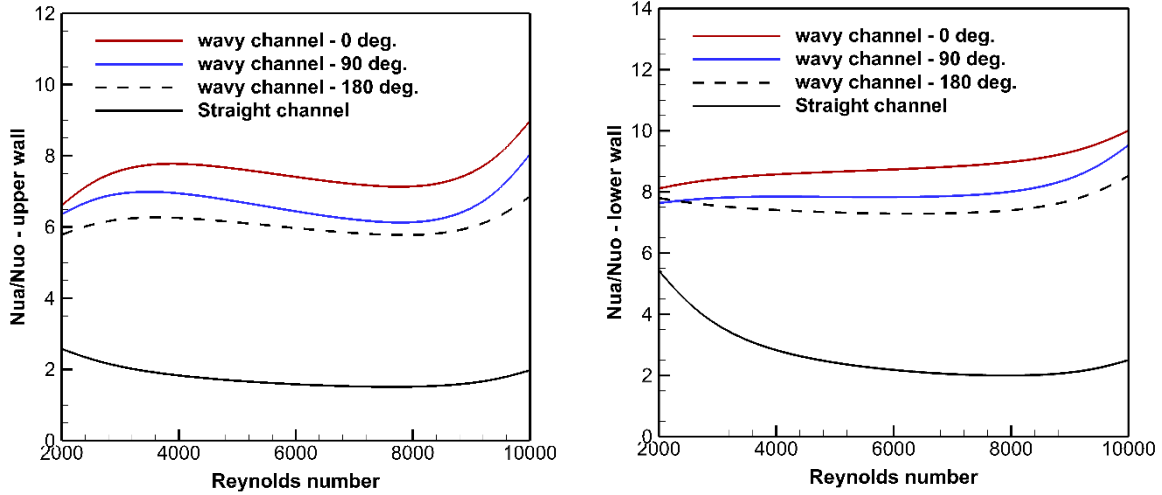 12
10
8
6
4
2
0
Nua/Nuo - upper wall
wavy channel - 0 deg.
wavy channel - 90 deg.
wavy channel - 180 deg.
Straight channel
2000 4000 6000 8000 10000
Reynolds number
14
12
10
8
6
4
2
0
Nua/Nuo - lower wall
wavy channel - 0 deg.
wavy channel - 90 deg.
wavy channel - 180 deg.
Straight channel
2000 4000 6000 8000 10000
Reynolds number